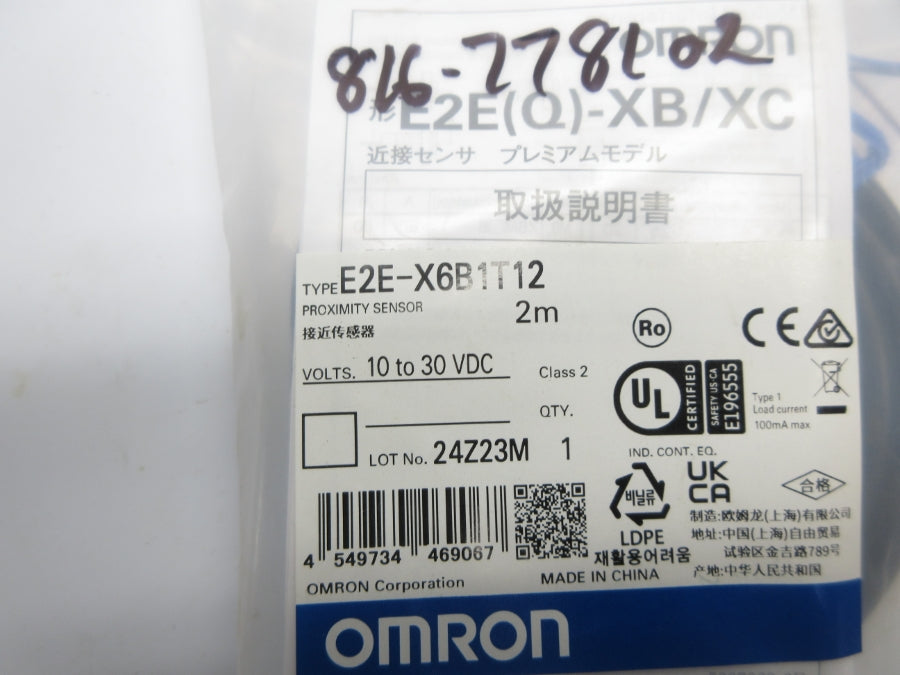 816-778102
OMRON
形E2E(Q)-XB/XC
近接センサ プレミアムモデル
取扱説明書
TYPE E2E-X6B1T12
PROXIMITY SENSOR 2m
接近传感器
Ro
CE
VOLTS. 10 to 30 VDC
Class 2
UL CERTIFIED
SAFETY US CA
E196555
Type 1
Load current
100mA max
QTY.
LOT No. 24Z23M 1
IND. CONT. EQ.
비닐류
LDPE
재활용어려움
UK
CA
合格
制造:欧姆龙(上海)有限公司
地址:中国(上海)自由贸易
试验区金吉路789号
产地:中华人民共和国
4 549734 469067
OMRON Corporation
MADE IN CHINA
OMRON